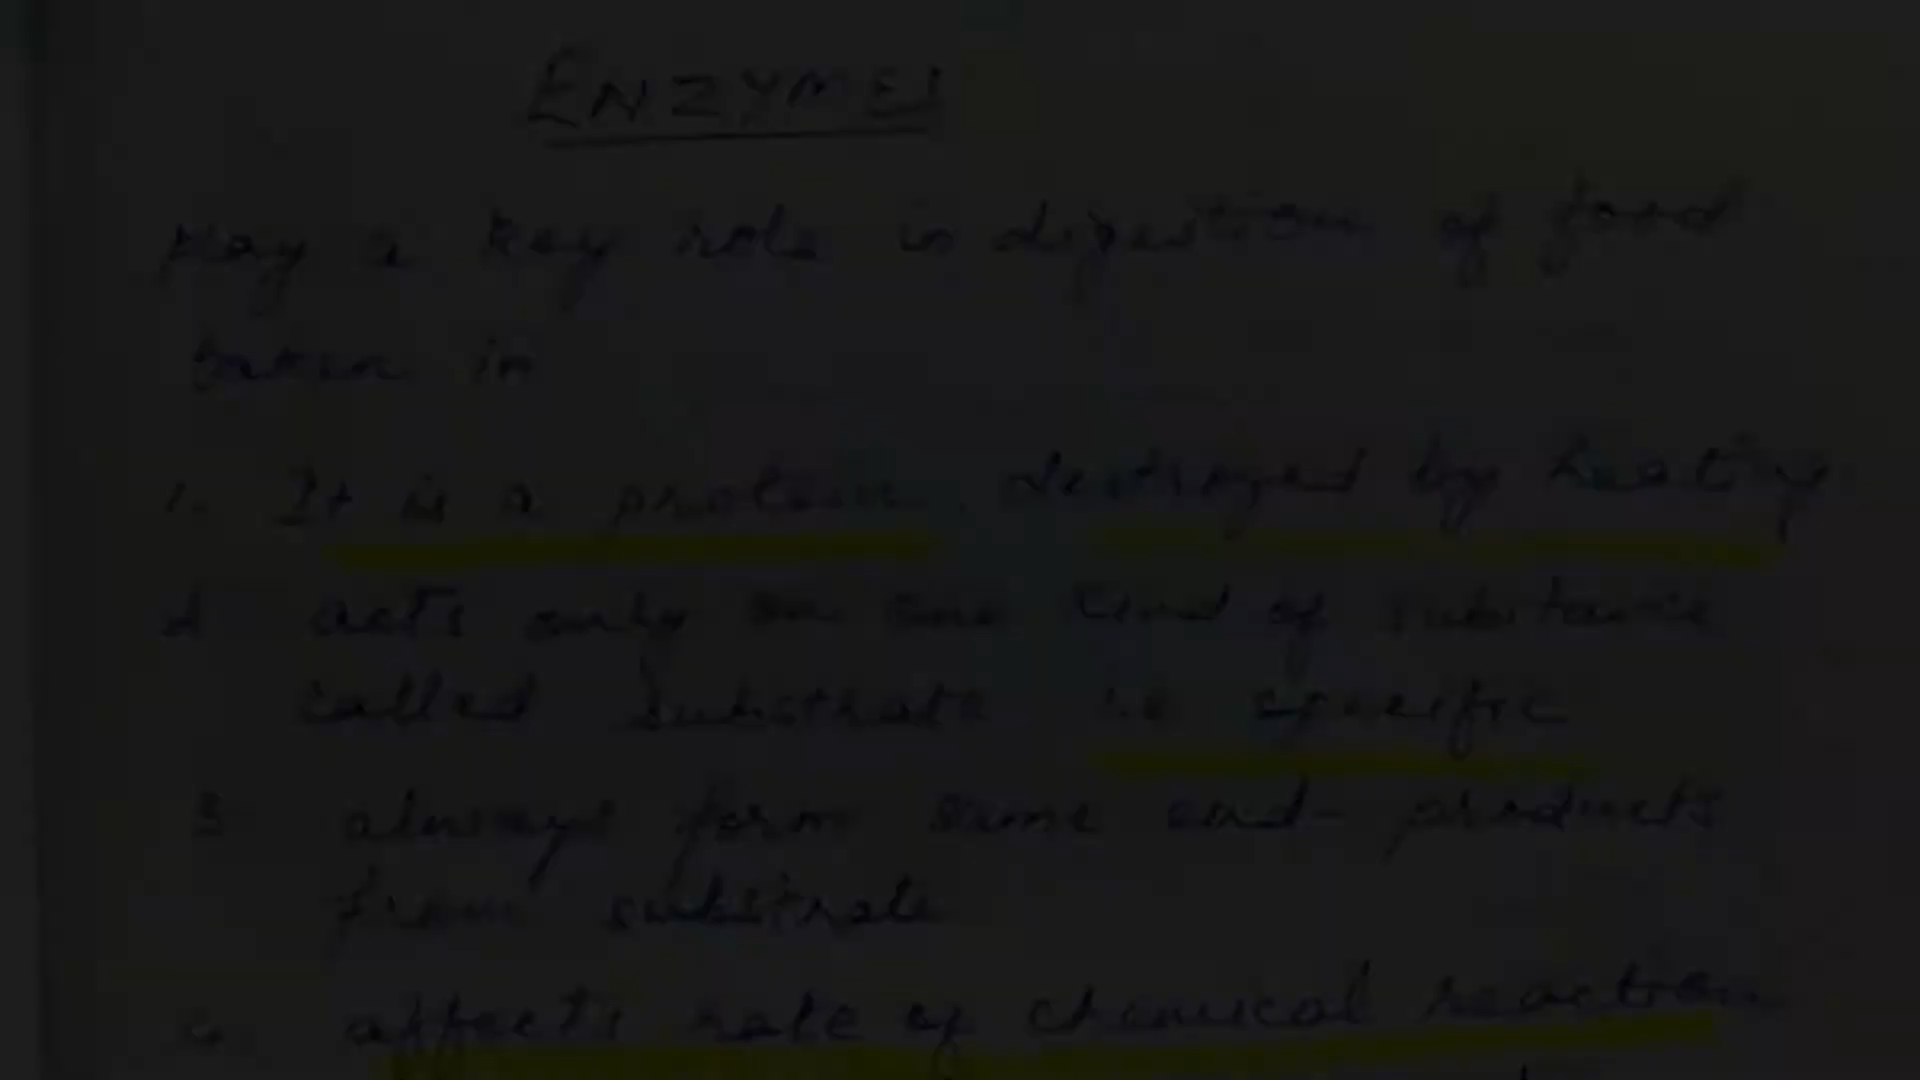 ENZYMES
Play a key role in digestion of food
taken in
1. It is a protein, destroyed by heating
2 acts only on one kind of substance
called substrate i.e specific
3 always form same end-products
from substrate
4. affects rate of chemical reaction